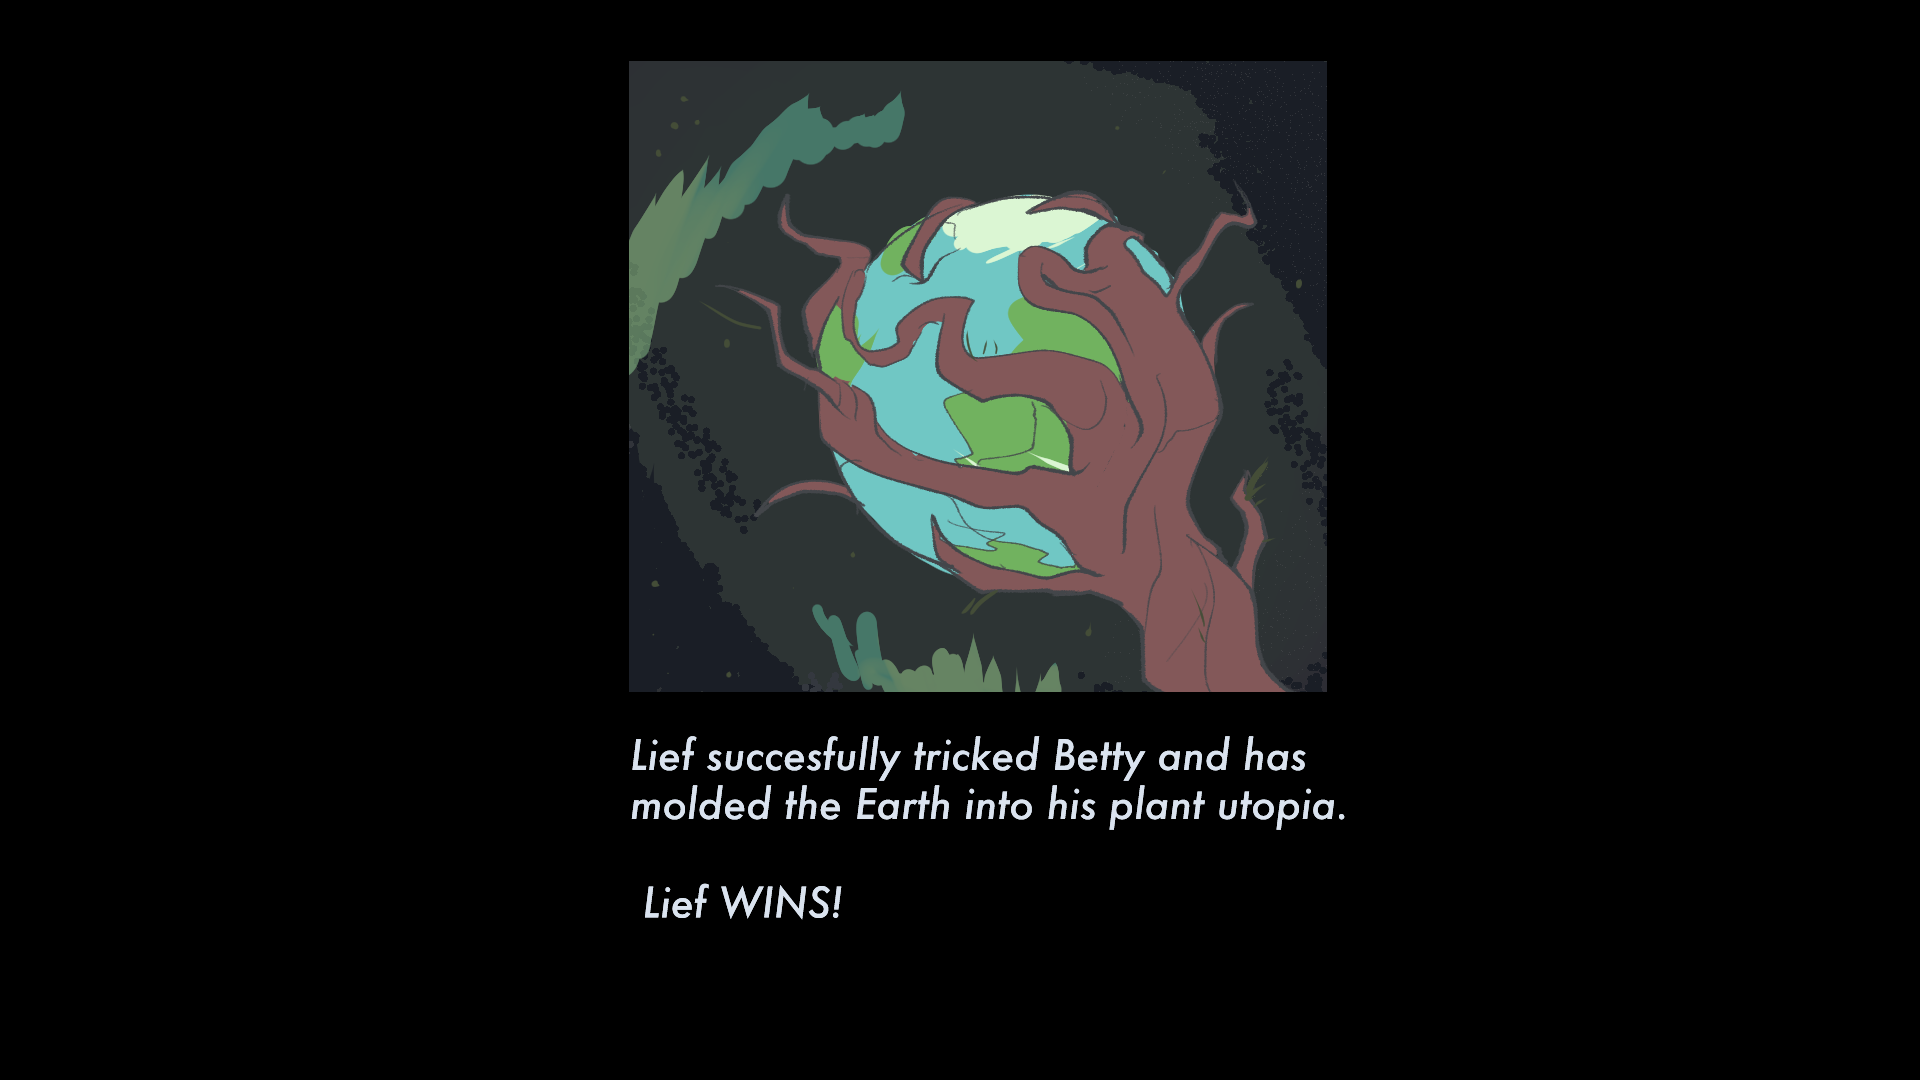 Lief succesfully tricked Betty and has
molded the Earth into his plant utopia.
Lief WINS!